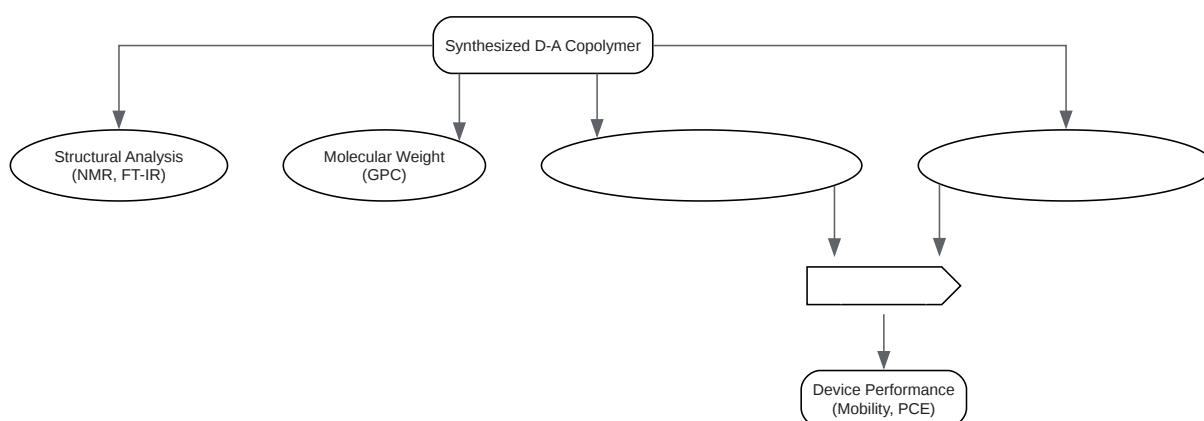 Synthesized D-A Copolymer
Structural Analysis
(NMR, FT-IR)
Molecular Weight
(GPC)
Device Performance
(Mobility, PCE)